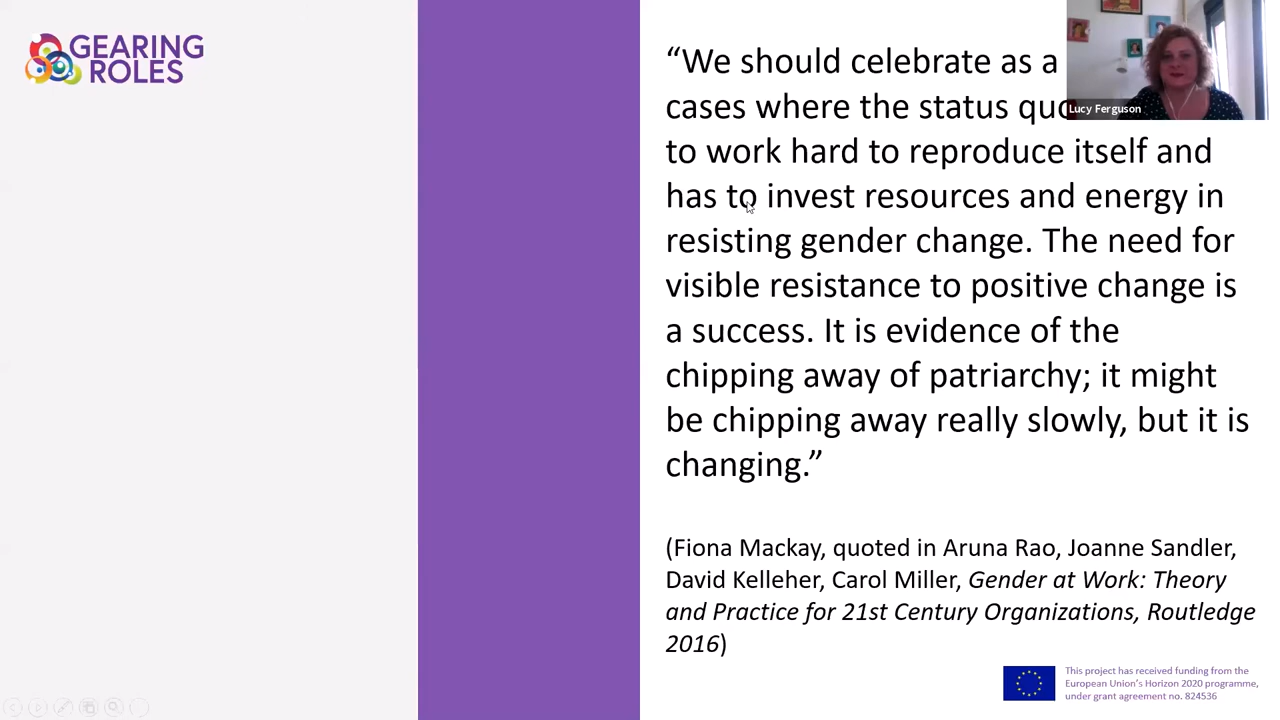 GEARING
ROLES
“We should celebrate as a
cases where the status quo
to work hard to reproduce itself and
has to invest resources and energy in
resisting gender change. The need for
visible resistance to positive change is
a success. It is evidence of the
chipping away of patriarchy; it might
be chipping away really slowly, but it is
changing.”
(Fiona Mackay, quoted in Aruna Rao, Joanne Sandler,
David Kelleher, Carol Miller, Gender at Work: Theory
and Practice for 21st Century Organizations, Routledge
2016)
Lucy Ferguson
This project has received funding from the
European Union's Horizon 2020 programme,
under grant agreement no. 824536